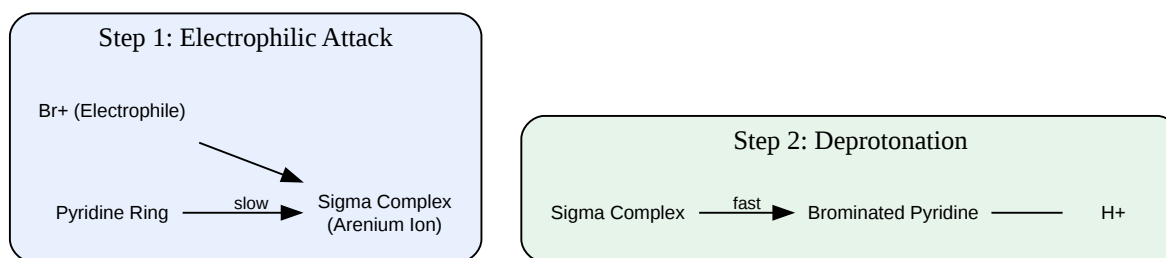 Step 1: Electrophilic Attack
Br+ (Electrophile)
Pyridine Ring
slow
Sigma Complex
(Arenium Ion)
Step 2: Deprotonation
Sigma Complex
fast
Brominated Pyridine
H+